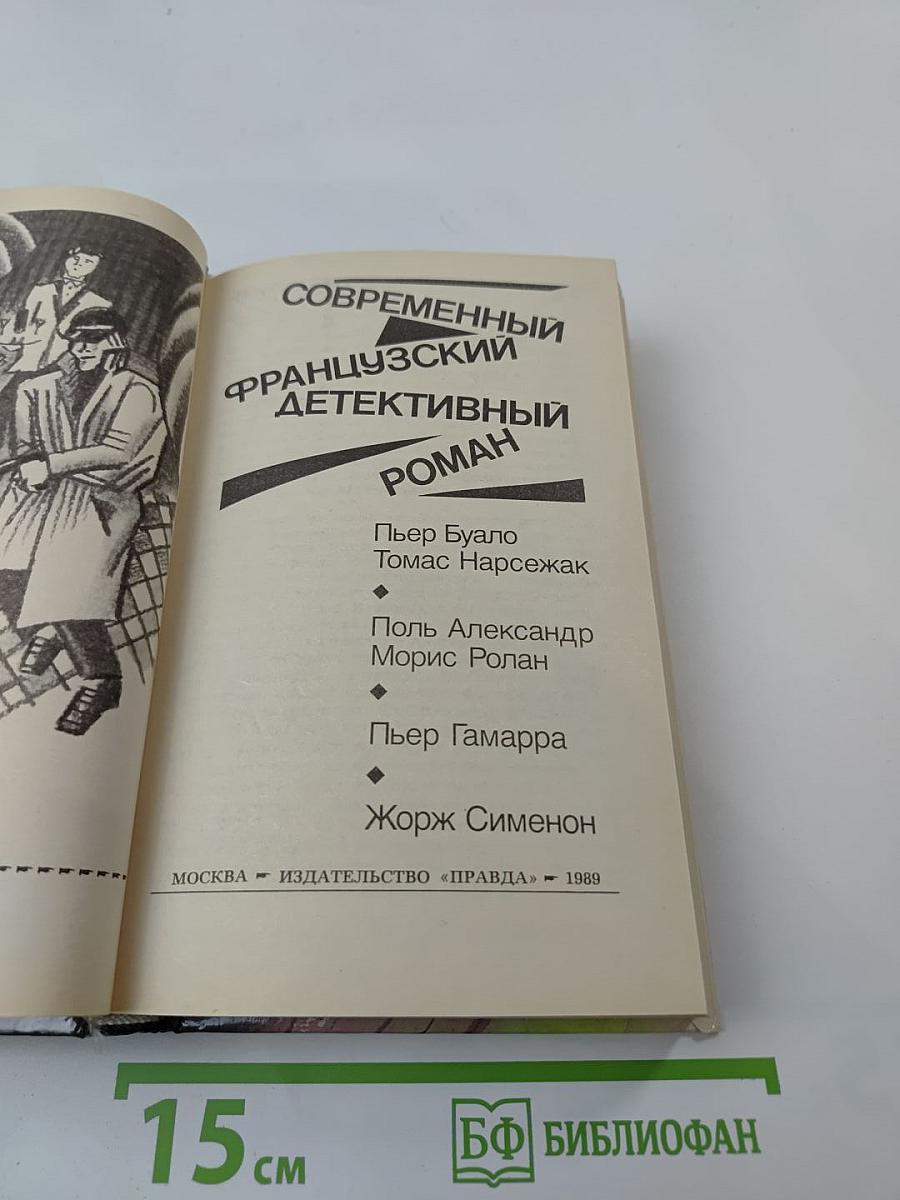 СОВРЕМЕННЫЙ
ФРАНЦУЗСКИЙ
ДЕТЕКТИВНЫЙ
РОМАН
Пьер Буало
Томас Нарсежак
Поль Александр
Морис Ролан
Пьер Гамарра
Жорж Сименон
МОСКВА ИЗДАТЕЛЬСТВО «ПРАВДА» 1989
15 см
БФ БИБЛИОФАН